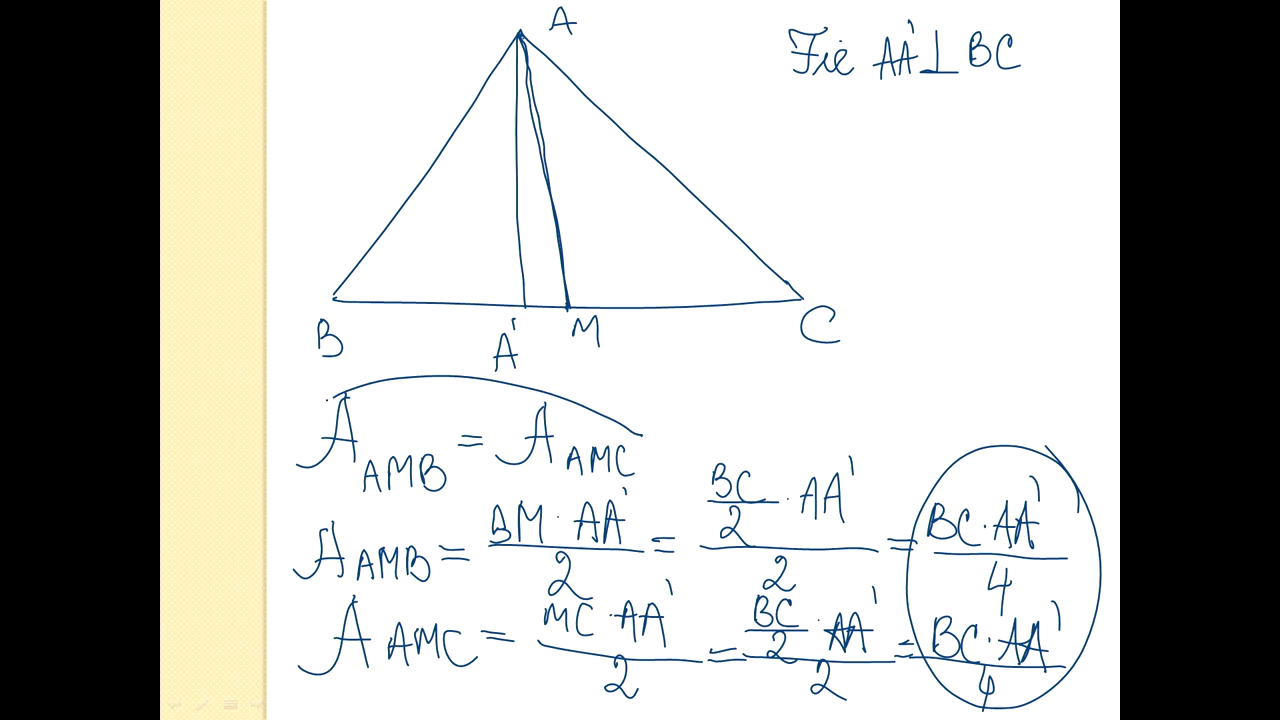 A
Fie AA' ⊥ BC
B A' M C
A_AMB = A_AMC
A_AMB = (BM · AA')/2 = (BC/2 · AA')/2 = (BC · AA')/4
A_AMC = (MC · AA')/2 = (BC/2 · AA')/2 = (BC · AA')/4